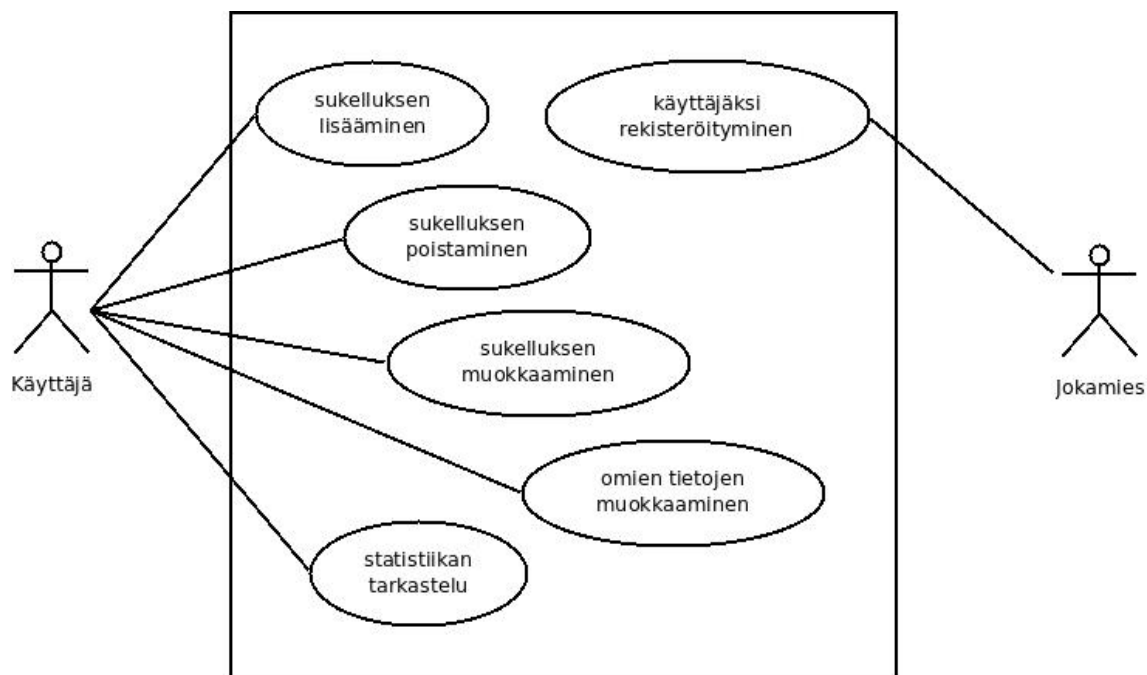 sukelluksen
lisääminen
käyttäjäksi
rekisteröityminen
sukelluksen
poistaminen
sukelluksen
muokkaaminen
Käyttäjä
Jokamies
omien tietojen
muokkaaminen
statistiikan
tarkastelu